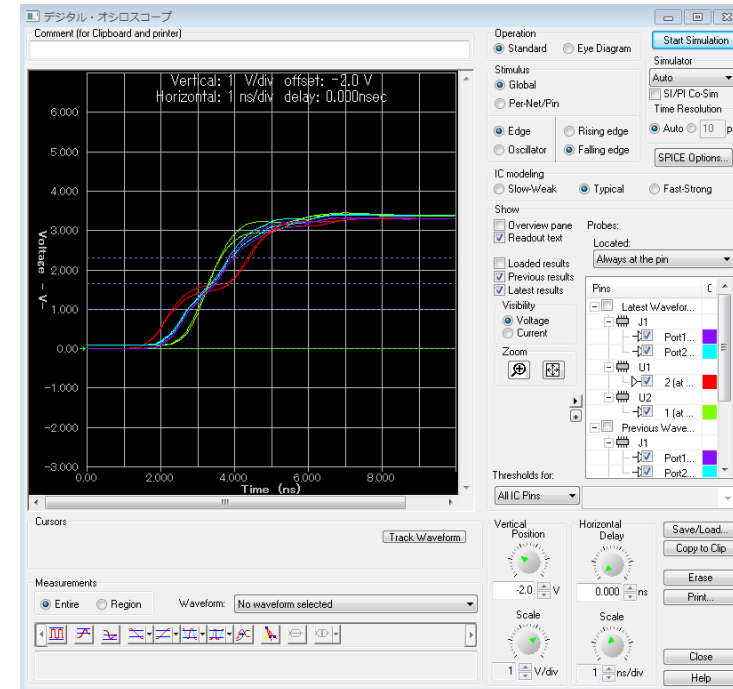 デジタル・オシロスコープ
Comment (for Clipboard and printer)
Vertical: 1 V/div offset: -2.0 V
Horizontal: 1 ns/div delay: 0.000nsec
6.000
5.000
4.000
3.000
2.000
1.000
0.00
-1.000
-2.000
-3.000
Voltage - V-
0.00 2.000 4.000 6.000 8.000
Time (ns)
Cursors
Track Waveform
Measurements
Entire Region Waveform: No waveform selected
Operation
Standard Eye Diagram
Stimulus
Global
Per-Net/Pin
Edge Rising edge
Oscillator Falling edge
Start Simulation
Simulator
Auto
SI/PI Co-Sim
Time Resolution
Auto 10 p
SPICE Options...
IC modeling
Slow-Weak Typical Fast-Strong
Show
Overview pane
Readout text
Loaded results
Previous results
Latest results
Visibility
Voltage
Current
Zoom
Probes:
Located:
Always at the pin
Pins C
Latest Wavefor...
J1
Port1...
Port2...
U1
2 (at ...
U2
1 (at ...
Previous Wave...
J1
Port1...
Port2...
Thresholds for:
All IC Pins
Vertical
Position
-2.0 V
Scale
1 V/div
Horizontal
Delay
0.000 ns
Scale
1 ns/div
Save/Load...
Copy to Clip
Erase
Print...
Close
Help